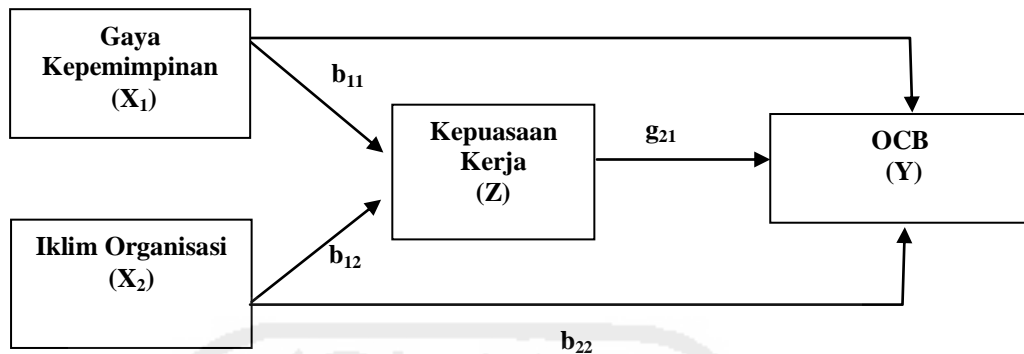 Gaya
Kepemimpinan
(X₁)
b₁₁
Kepuasaan
Kerja
(Z)
g₂₁
OCB
(Y)
Iklim Organisasi
(X₂)
b₁₂
b₂₂